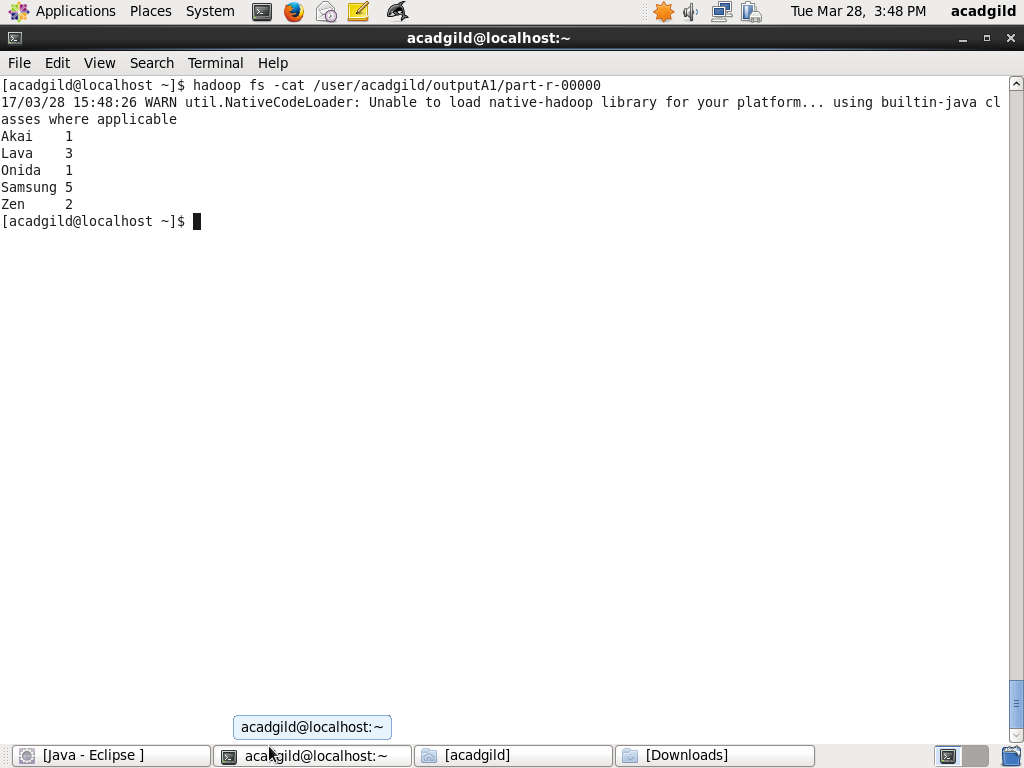 Applications Places System Tue Mar 28, 3:48 PM acadgild
acadgild@localhost:~
File Edit View Search Terminal Help
[acadgild@localhost ~]$ hadoop fs -cat /user/acadgild/outputA1/part-r-00000
17/03/28 15:48:26 WARN util.NativeCodeLoader: Unable to load native-hadoop library for your platform... using builtin-java cl
asses where applicable
Akai 1
Lava 3
Onida 1
Samsung 5
Zen 2
[acadgild@localhost ~]$
acadgild@localhost:~
[Java - Eclipse ] acadgild@localhost:~ [acadgild] [Downloads]